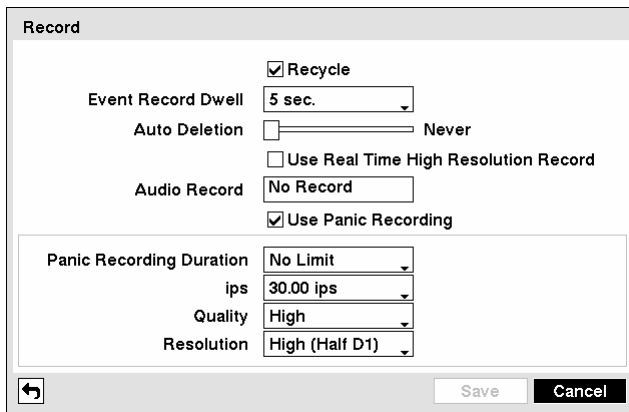 Record
Recycle
Event Record Dwell 5 sec.
Auto Deletion Never
Use Real Time High Resolution Record
Audio Record No Record
Use Panic Recording
Panic Recording Duration No Limit
ips 30.00 ips
Quality High
Resolution High (Half D1)
Save Cancel